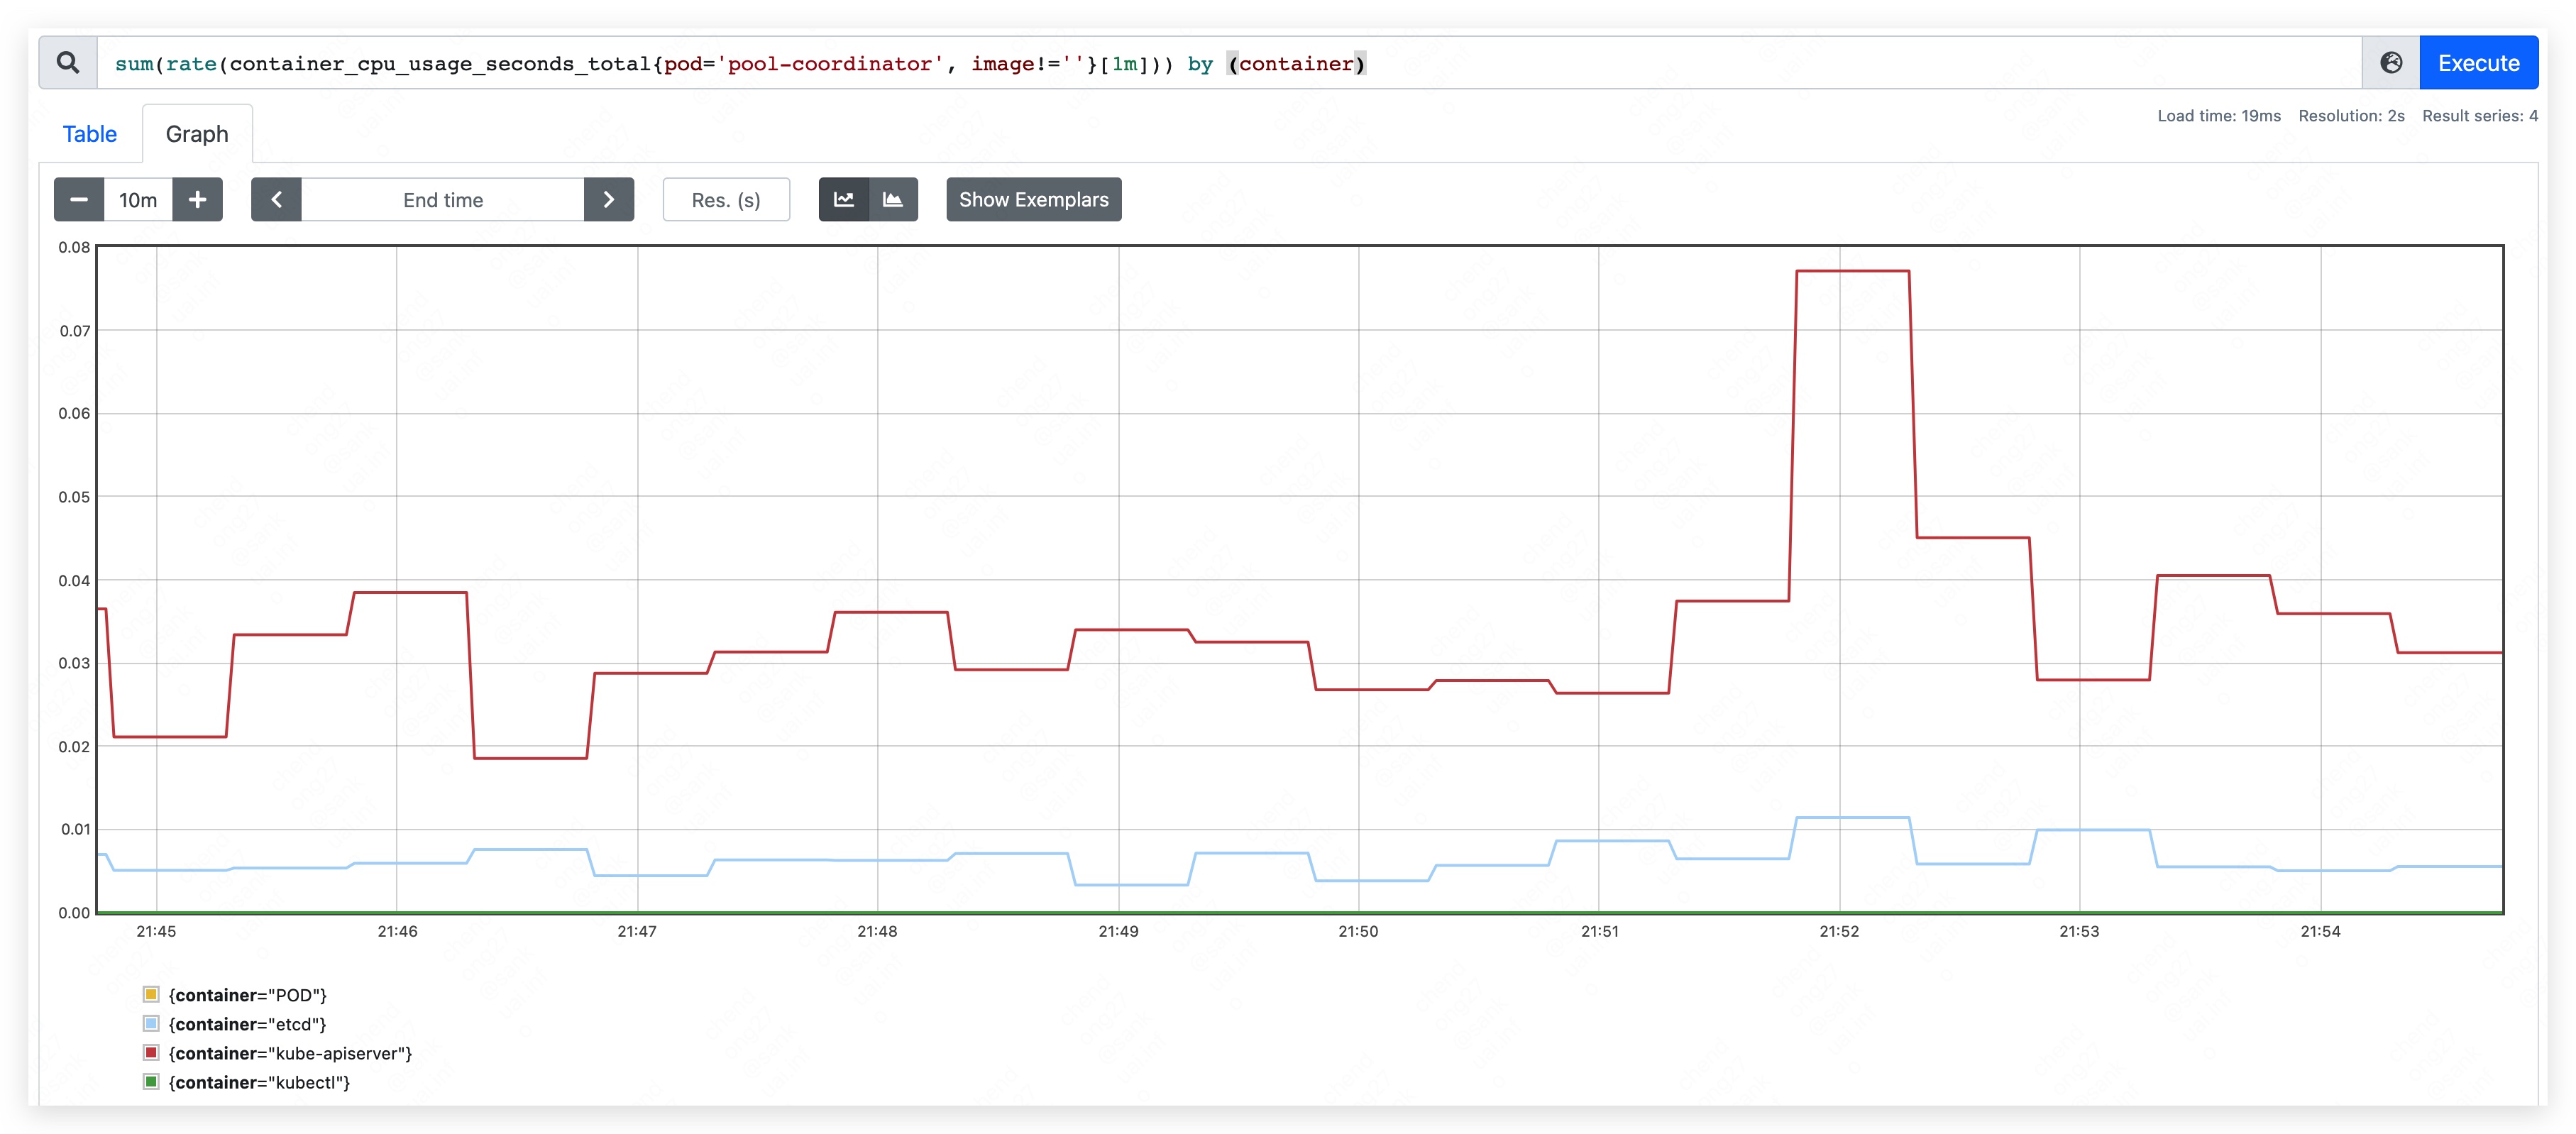 sum(rate(container_cpu_usage_seconds_total{pod='pool-coordinator', image!=''}[1m])) by (container)
Execute
Table
Graph
Load time: 19ms Resolution: 2s Result series: 4
10m
End time
Res. (s)
Show Exemplars
0.08
0.07
0.06
0.05
0.04
0.03
0.02
0.01
0.00
21:45 21:46 21:47 21:48 21:49 21:50 21:51 21:52 21:53 21:54
{container="POD"}
{container="etcd"}
{container="kube-apiserver"}
{container="kubectl"}